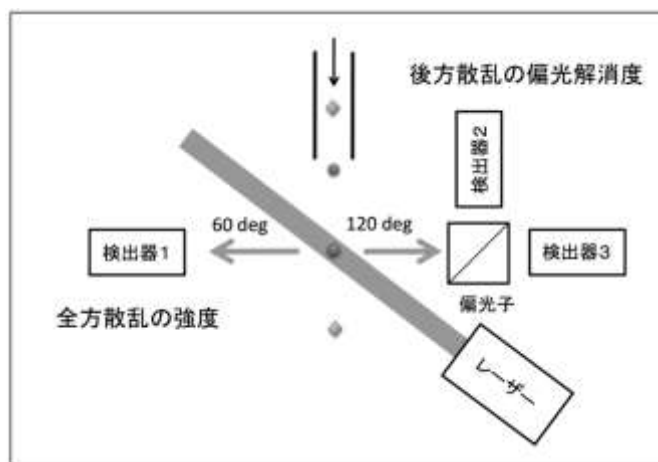 後方散乱の偏光解消度
検出器2
60 deg
120 deg
検出器1
検出器3
偏光子
全方散乱の強度
レーザー